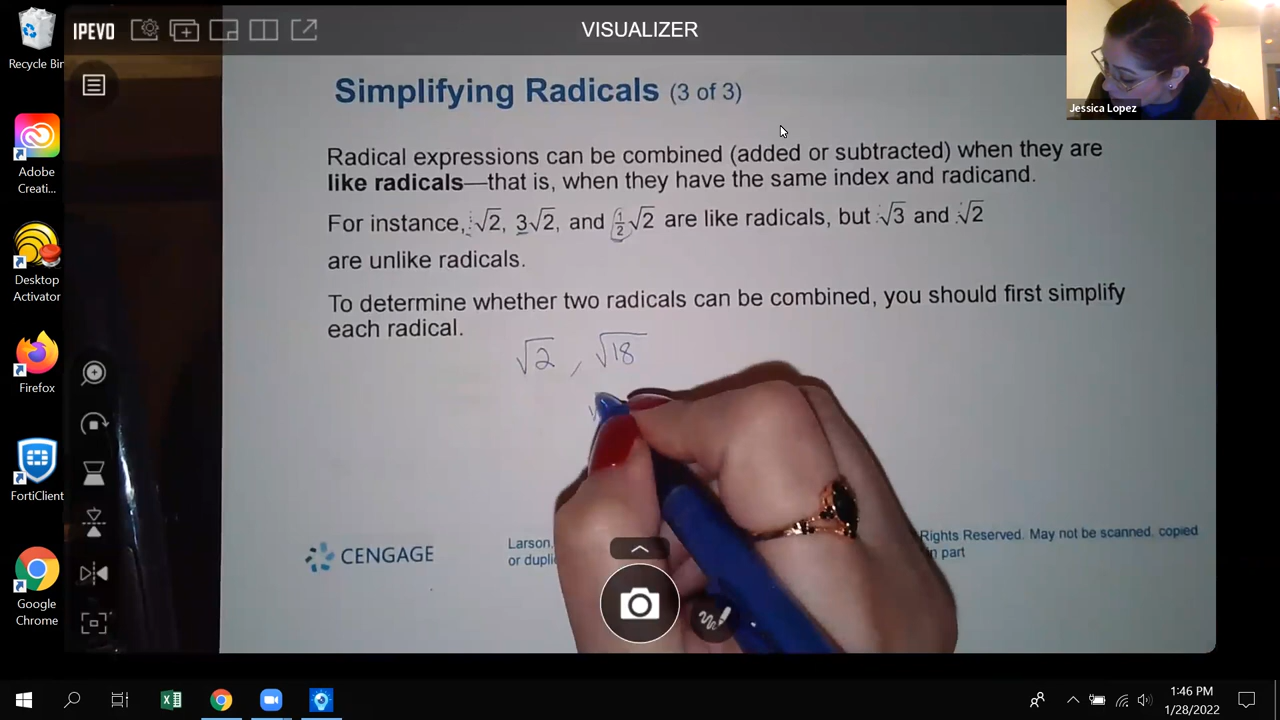 Recycle Bin
Adobe
Creati...
Desktop
Activator
Firefox
FortiClient
Google
Chrome
IPEVO
VISUALIZER
Jessica Lopez
Simplifying Radicals (3 of 3)
Radical expressions can be combined (added or subtracted) when they are
like radicals—that is, when they have the same index and radicand.
For instance, √2, 3√2, and ½√2 are like radicals, but √3 and √2
are unlike radicals.
To determine whether two radicals can be combined, you should first simplify
each radical.
√2 , √18
CENGAGE
Larson,
Rights Reserved. May not be scanned, copied
or dupli
part
1:46 PM
1/28/2022